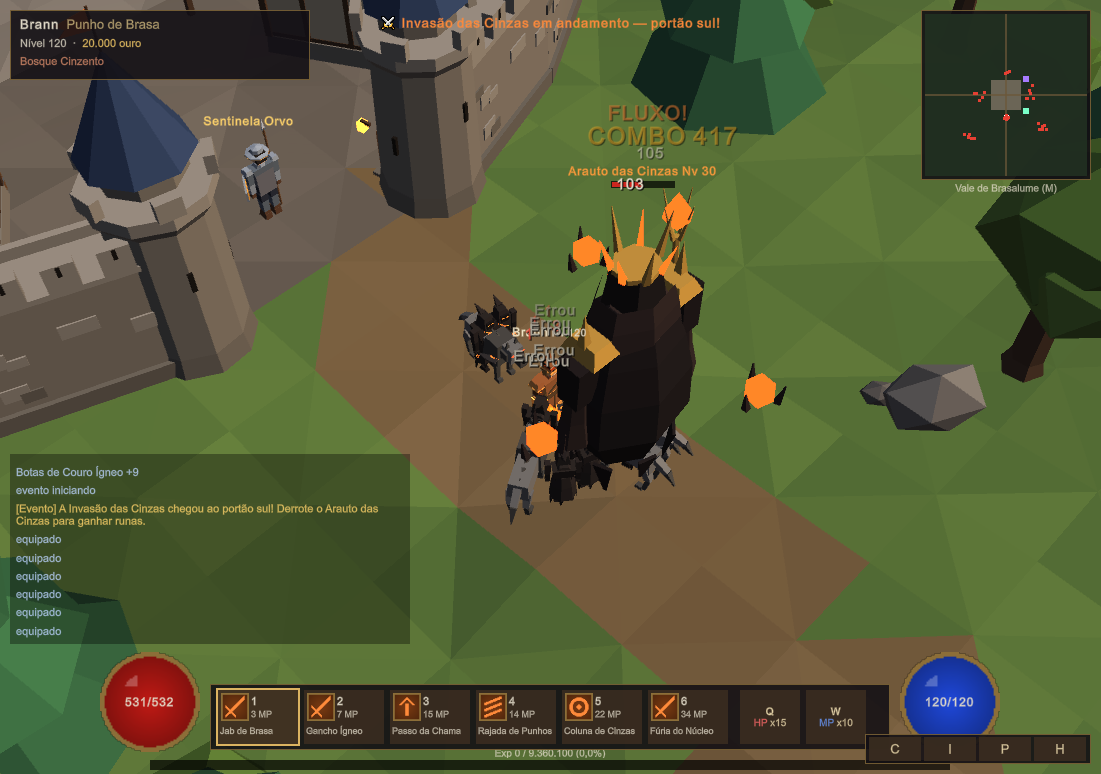 Brann Punho de Brasa
Nível 120 · 20.000 ouro
Bosque Cinzento
Invasão das Cinzas em andamento — portão sul!
Vale de Brasalume (M)
Sentinela Orvo
FLUXO!
COMBO 417
105
Arauto das Cinzas Nv 30
103
Errou
Errou
Errou
Errou
Errou
Botas de Couro Ígneo +9
evento iniciando
[Evento] A Invasão das Cinzas chegou ao portão sul! Derrote o Arauto das
Cinzas para ganhar runas.
equipado
equipado
equipado
equipado
equipado
equipado
531/532
1
3 MP
Jab de Brasa
2
7 MP
Gancho Ígneo
3
15 MP
Passo da Chama
4
14 MP
Rajada de Punhos
5
22 MP
Coluna de Cinzas
6
34 MP
Fúria do Núcleo
Q
HP x15
W
MP x10
120/120
C I P H
Exp 0 / 9.360.100 (0,0%)